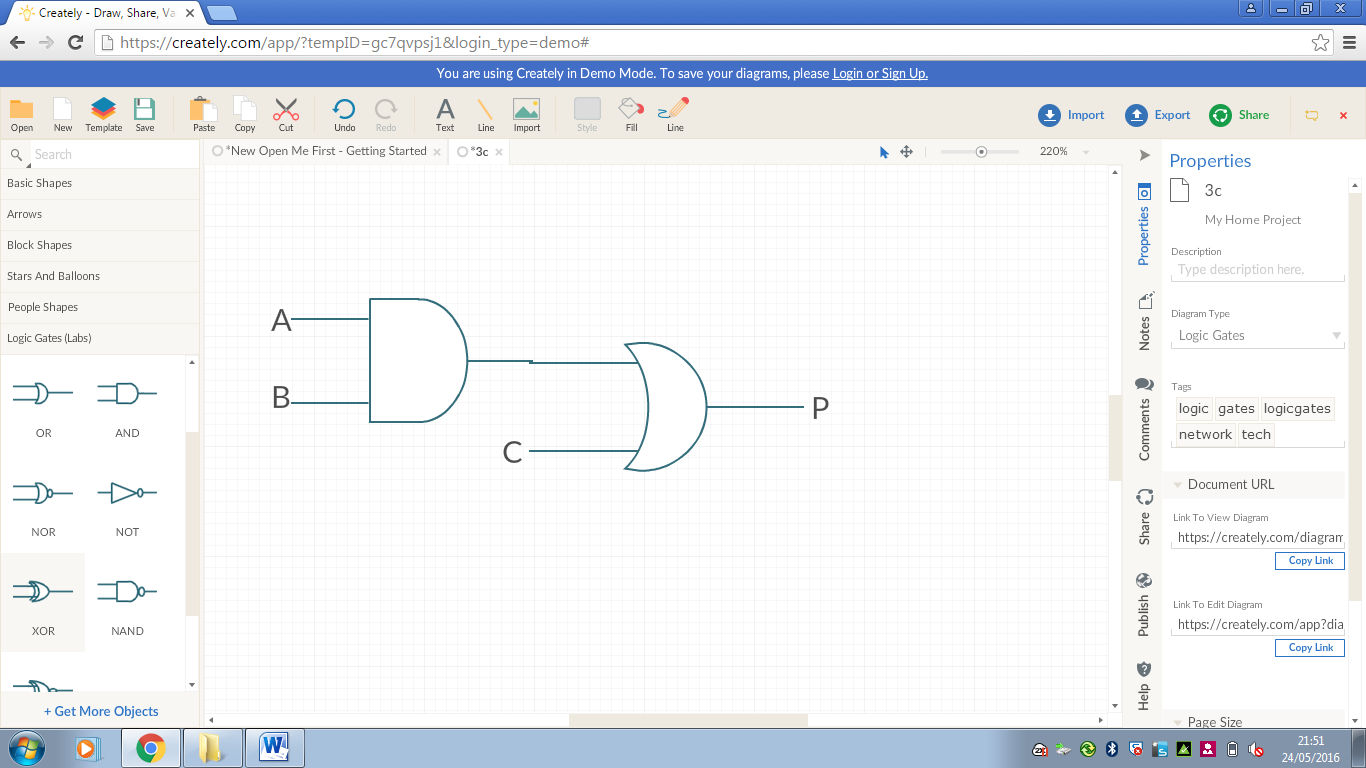 Creately - Draw, Share, Va
https://creately.com/app/?tempID=gc7qvpsj1&login_type=demo#
You are using Creately in Demo Mode. To save your diagrams, please Login or Sign Up.
Open New Template Save Paste Copy Cut Undo Redo Text Line Import Style Fill Line Import Export Share
Search
*New Open Me First - Getting Started *3c 220%
Basic Shapes
Arrows
Block Shapes
Stars And Balloons
People Shapes
Logic Gates (Labs)
OR AND
NOR NOT
XOR NAND
+ Get More Objects
A
B
C
P
Properties
Notes
Comments
Share
Publish
Help
Properties
3c
My Home Project
Description
Type description here.
Diagram Type
Logic Gates
Tags
logic gates logicgates
network tech
Document URL
Link To View Diagram
https://creately.com/diagram
Copy Link
Link To Edit Diagram
https://creately.com/app?dia
Copy Link
Page Size
21:51
24/05/2016